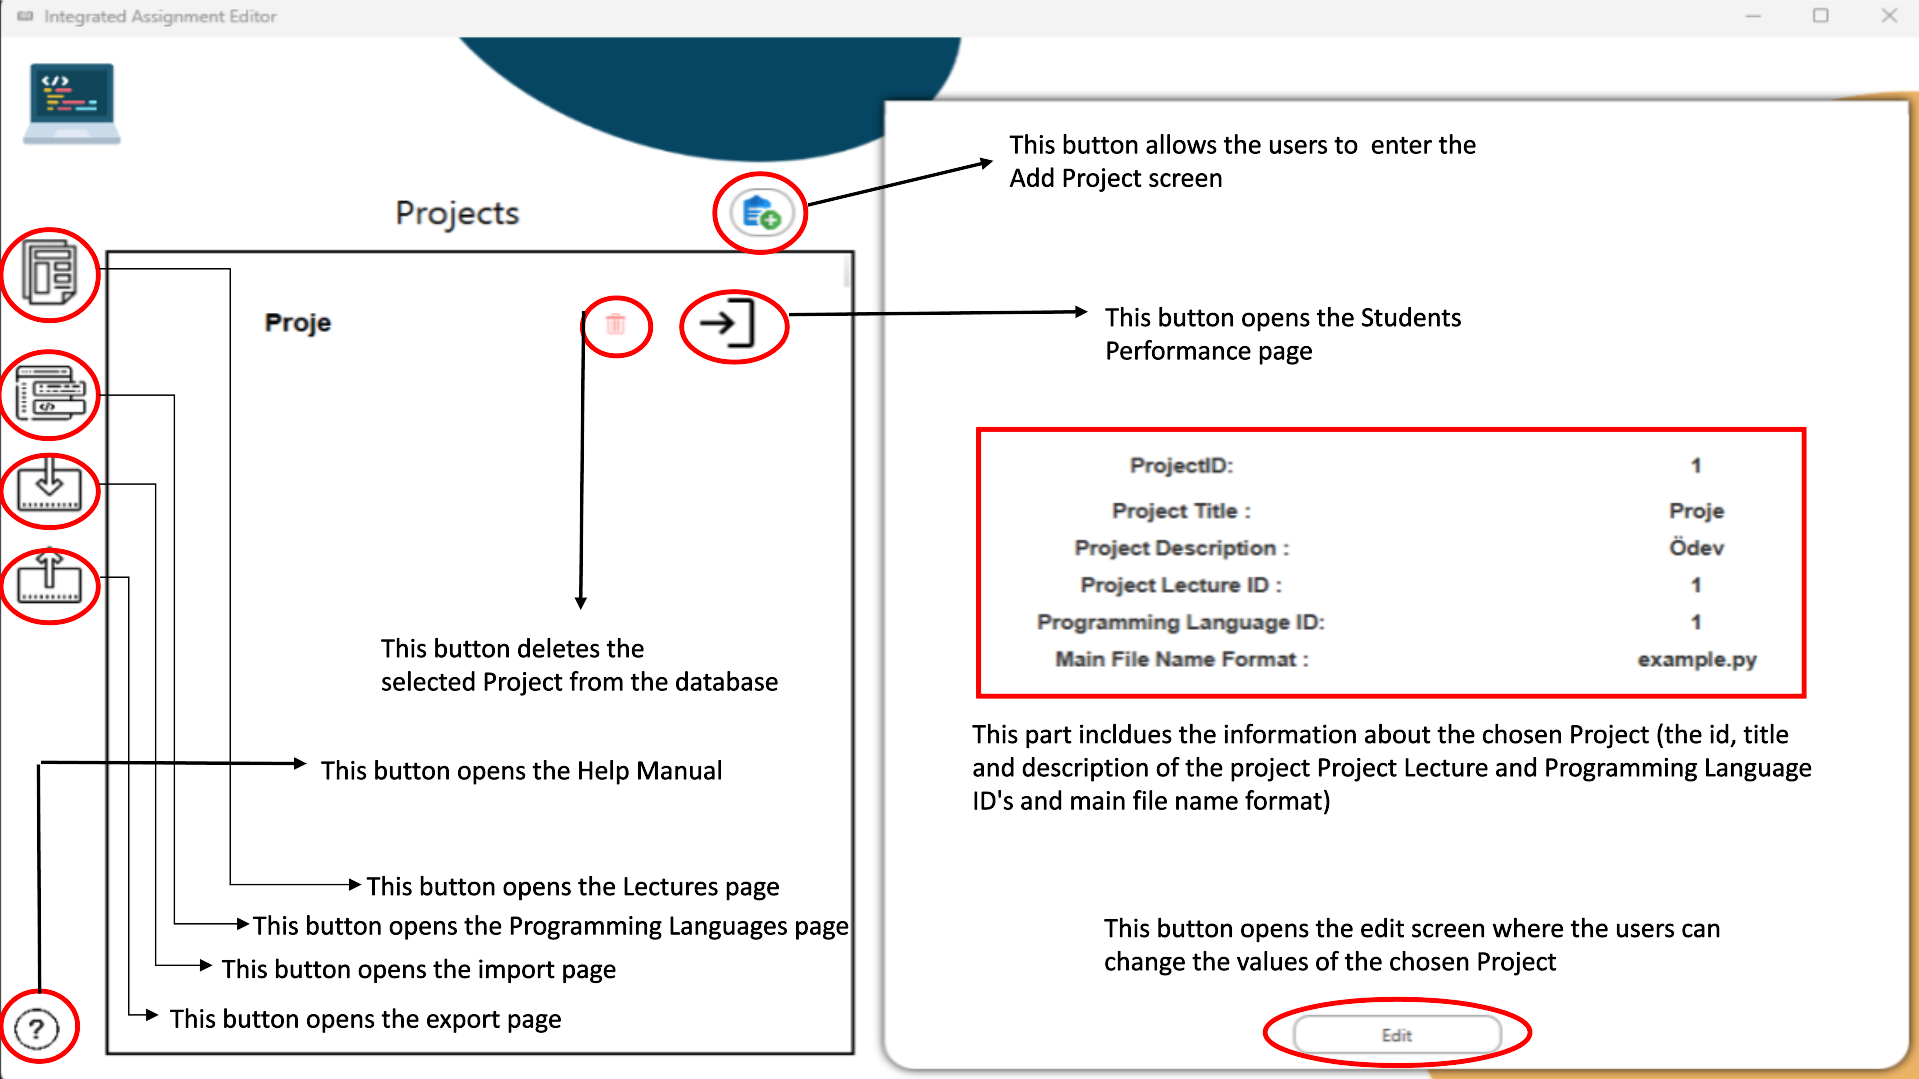 Integrated Assignment Editor
This button allows the users to  enter the
Add Project screen
Projects
Proje
This button opens the Students
Performance page
ProjectID: 1
Project Title : Proje
Project Description : Ödev
Project Lecture ID : 1
Programming Language ID: 1
Main File Name Format : example.py
This button deletes the
selected Project from the database
This part incldues the information about the chosen Project (the id, title
and description of the project Project Lecture and Programming Language
ID's and main file name format)
This button opens the Help Manual
This button opens the Lectures page
This button opens the Programming Languages page
This button opens the import page
This button opens the export page
?
This button opens the edit screen where the users can
change the values of the chosen Project
Edit